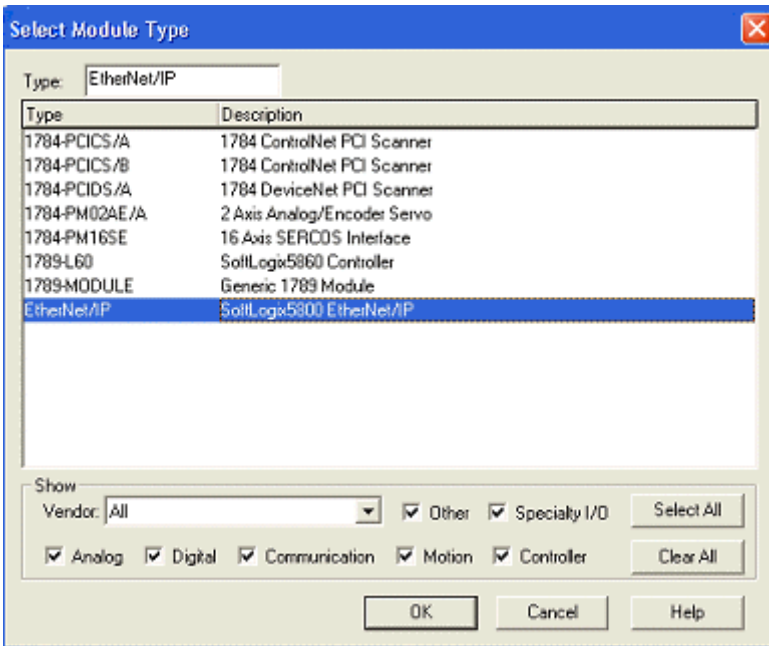 Select Module Type
Type: EtherNet/IP
Type Description
1784-PCICS/A 1784 ControlNet PCI Scanner
1784-PCICS/B 1784 ControlNet PCI Scanner
1784-PCIDS/A 1784 DeviceNet PCI Scanner
1784-PM02AE/A 2 Axis Analog/Encoder Servo
1784-PM16SE 16 Axis SERCOS Interface
1789-L60 SoftLogix5860 Controller
1789-MODULE Generic 1789 Module
EtherNet/IP SoftLogix5800 EtherNet/IP
Show
Vendor: All Other Specialty I/O Select All
Analog Digital Communication Motion Controller Clear All
OK Cancel Help